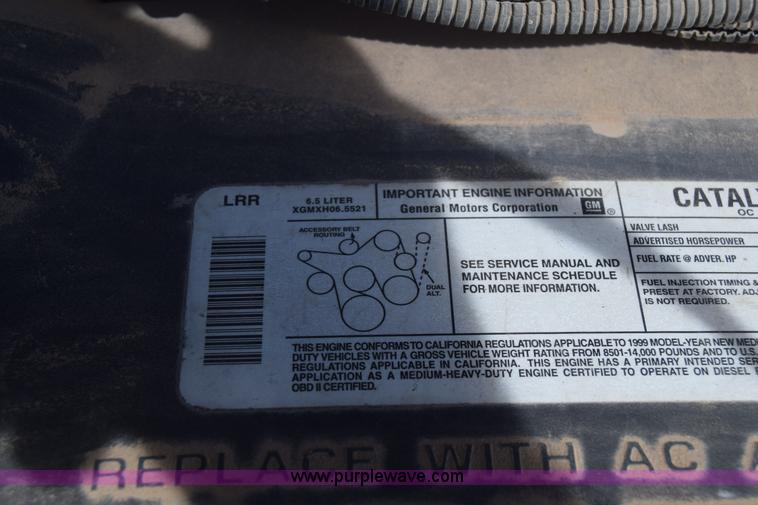 LRR
6.5 LITER
XGMXH06.5521
IMPORTANT ENGINE INFORMATION
General Motors Corporation
GM
®
OC
VALVE LASH
ADVERTISED HORSEPOWER
FUEL RATE @ ADVER. HP
FUEL INJECTION TIMING &
PRESET AT FACTORY.
IS NOT REQUIRED.
ACCESSORY BELT
ROUTING
DUAL
ALT.
SEE SERVICE MANUAL AND
MAINTENANCE SCHEDULE
FOR MORE INFORMATION.
THIS ENGINE CONFORMS TO CALIFORNIA REGULATIONS APPLICABLE TO 1999 MODEL-YEAR NEW
DUTY VEHICLES WITH A GROSS VEHICLE WEIGHT RATING FROM 8501-14,000 POUNDS AND TO U.S.
REGULATIONS APPLICABLE IN CALIFORNIA. THIS ENGINE HAS A PRIMARY INTENDED
APPLICATION AS A MEDIUM-HEAVY-DUTY ENGINE CERTIFIED TO OPERATE ON DIESEL
OBD II CERTIFIED.
REPLACE WITH AC
www.purplewave.com